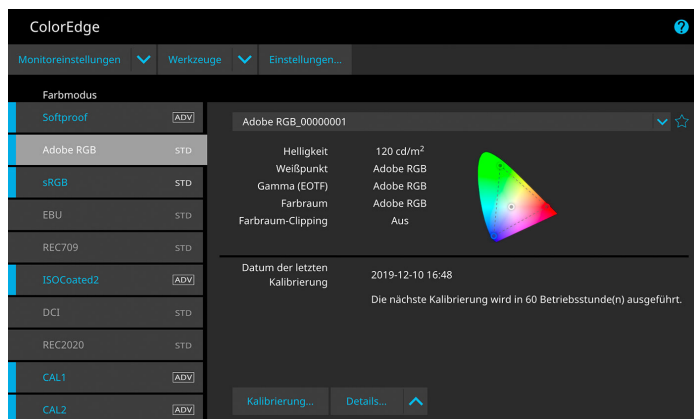 ColorEdge
Monitoreinstellungen Werkzeuge Einstellungen...
Farbmodus
Softproof ADV
Adobe RGB STD
sRGB STD
EBU STD
REC709 STD
ISOCoated2 ADV
DCI STD
REC2020 STD
CAL1 ADV
CAL2 ADV
Adobe RGB_00000001
Helligkeit 120 cd/m²
Weißpunkt Adobe RGB
Gamma (EOTF) Adobe RGB
Farbraum Adobe RGB
Farbraum-Clipping Aus
Datum der letzten
Kalibrierung 2019-12-10 16:48
Die nächste Kalibrierung wird in 60 Betriebsstunde(n) ausgeführt.
Kalibrierung... Details...